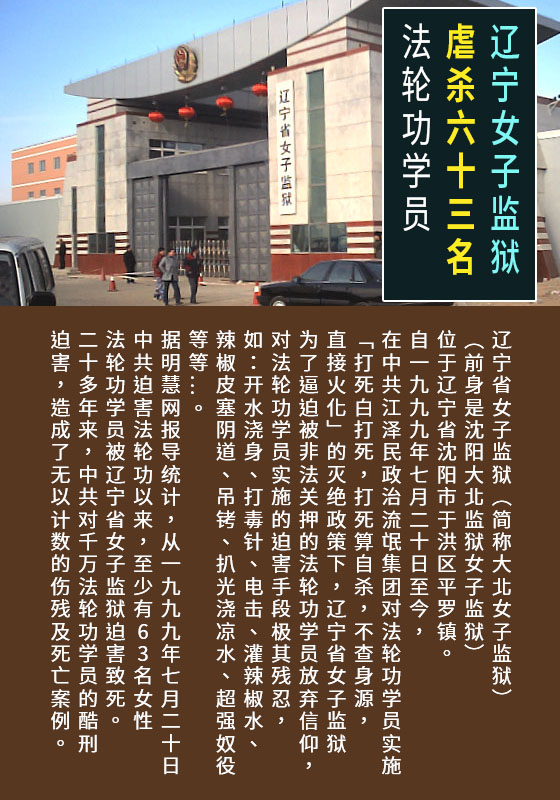 辽宁女子监狱
虐杀六十三名
法轮功学员
辽宁省女子监狱
辽宁省女子监狱（简称大北女子监狱）
（前身是沈阳大北监狱女子监狱）
位于辽宁省沈阳市于洪区平罗镇。
自一九九九年七月二十日至今，
在中共江泽民政治流氓集团对法轮功学员实施
「打死白打死，打死算自杀，不查身源，
直接火化」的灭绝政策下，辽宁省女子监狱
为了逼迫被非法关押的法轮功学员放弃信仰，
对法轮功学员实施的迫害手段极其残忍，
如：开水浇身、打毒针、电击、灌辣椒水、
辣椒皮塞阴道、吊铐、扒光浇凉水、超强奴役
等等…。
据明慧网报导统计，从一九九九年七月二十日
中共迫害法轮功以来，至少有63名女性
法轮功学员被辽宁省女子监狱迫害致死。
二十多年来，中共对千万法轮功学员的酷刑
迫害，造成了无以计数的伤残及死亡案例。